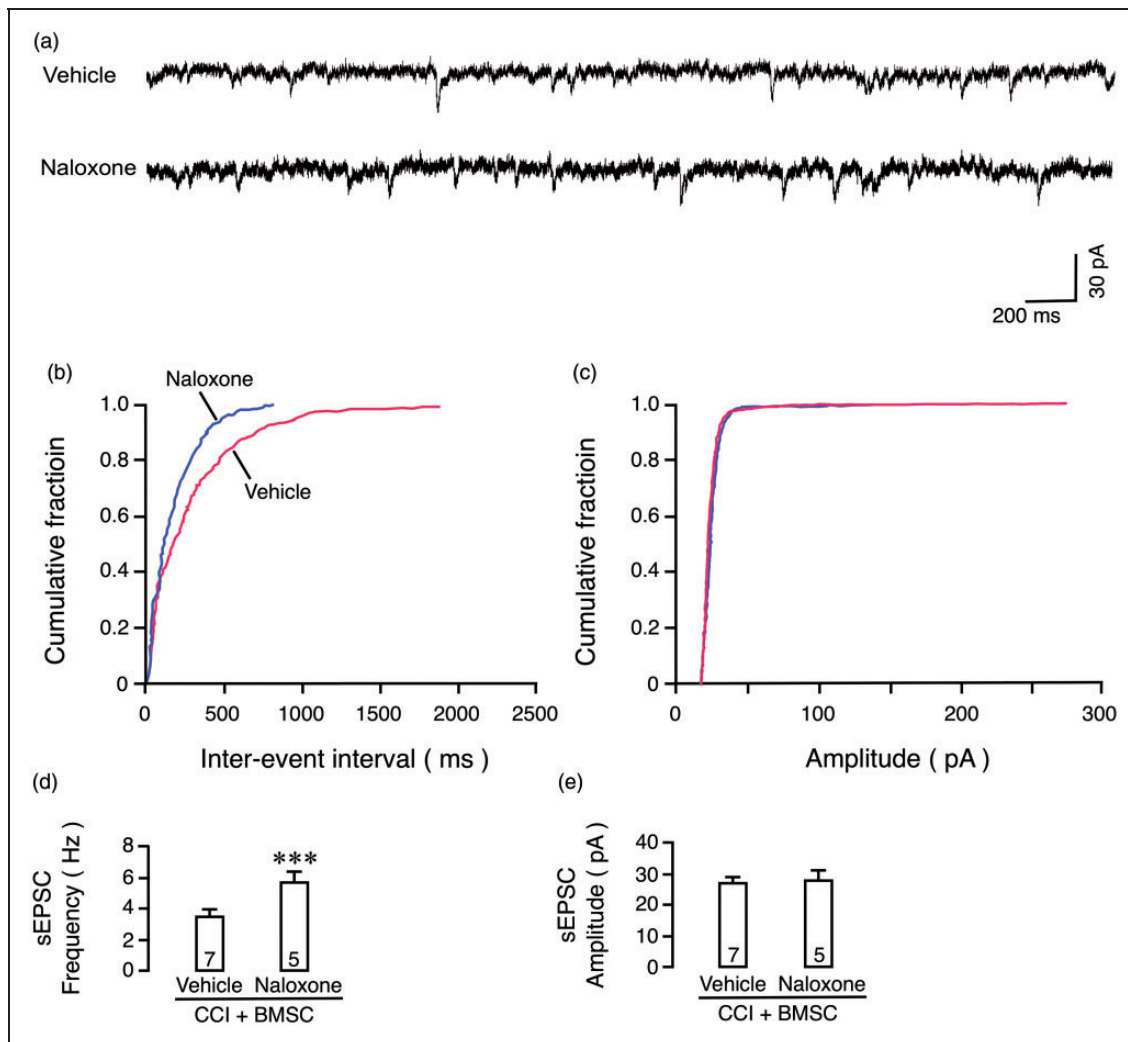 (a)
Vehicle
Naloxone
30 pA
200 ms
(b)
Naloxone
Vehicle
1.0
0.8
0.6
0.4
0.2
0
Cumulative fractioin
0 500 1000 1500 2000 2500
Inter-event interval ( ms )
(c)
1.0
0.8
0.6
0.4
0.2
0
Cumulative fractioin
0 100 200 300
Amplitude ( pA )
(d)
sEPSC
Frequency ( Hz )
8
6
4
2
0
***
7 5
Vehicle Naloxone
CCI + BMSC
(e)
sEPSC
Amplitude ( pA )
40
30
20
10
0
7 5
Vehicle Naloxone
CCI + BMSC